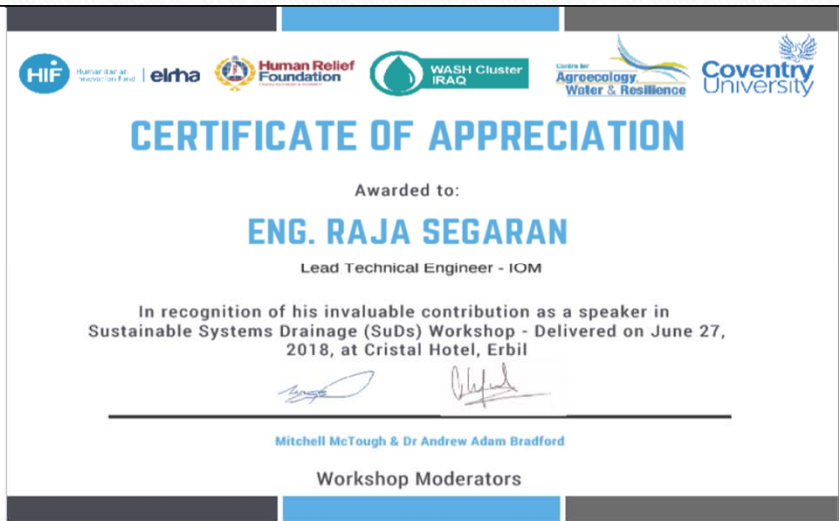 HIF
Humanitarian Innovation Fund
elrha
Human Relief
Foundation
WASH Cluster
IRAQ
Centre for
Agroecology,
Water & Resilience
Coventry
University
CERTIFICATE OF APPRECIATION
Awarded to:
ENG. RAJA SEGARAN
Lead Technical Engineer - IOM
In recognition of his invaluable contribution as a speaker in
Sustainable Systems Drainage (SuDs) Workshop - Delivered on June 27,
2018, at Cristal Hotel, Erbil
Mitchell McTough & Dr Andrew Adam Bradford
Workshop Moderators